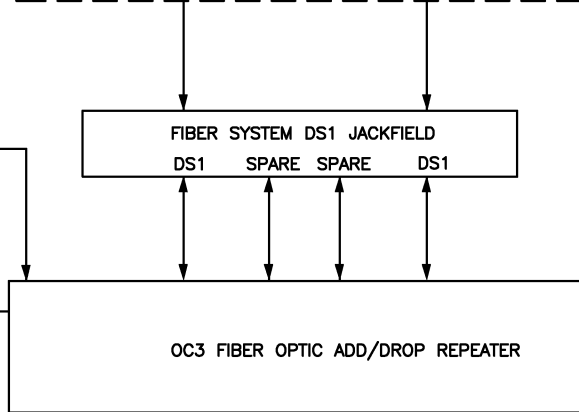 FIBER SYSTEM DS1 JACKFIELD
DS1 SPARE SPARE DS1
OC3 FIBER OPTIC ADD/DROP REPEATER